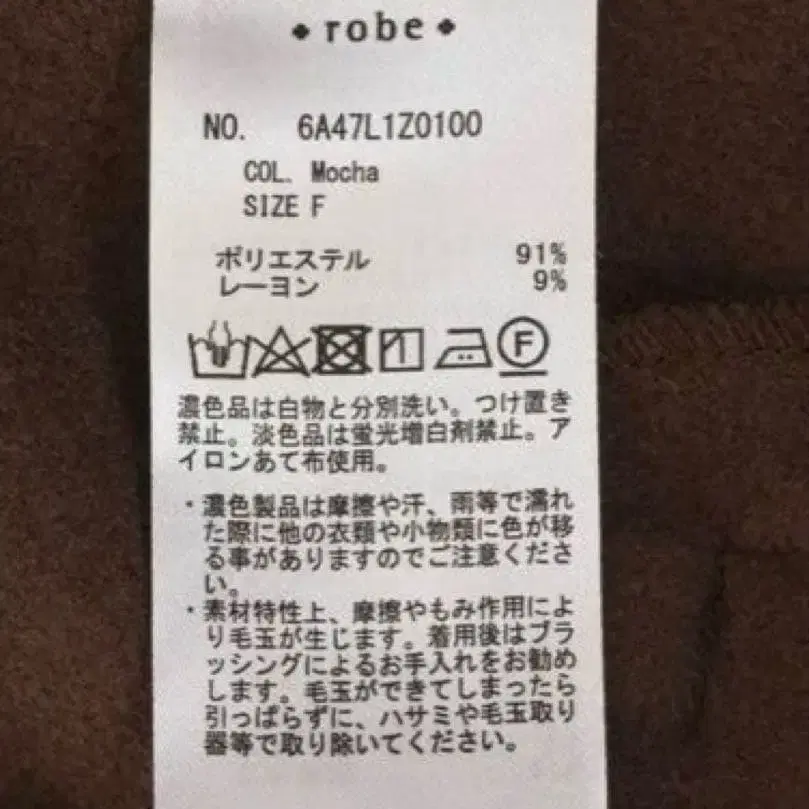 robe
NO. 6A47L1Z0100
COL. Mocha
SIZE F
ポリエステル 91%
レーヨン 9%
F
濃色品は白物と分別洗い。つけ置き
禁止。淡色品は蛍光増白剤禁止。ア
イロンあて布使用。
・濃色製品は摩擦や汗、雨等で濡れ
た際に他の衣類や小物類に色が移
る事がありますのでご注意くださ
い。
・素材特性上、摩擦やもみ作用によ
り毛玉が生じます。着用後はブラ
ッシングによるお手入れをお勧め
します。毛玉ができてしまったら
引っぱらずに、ハサミや毛玉取り
器等で取り除いてください。